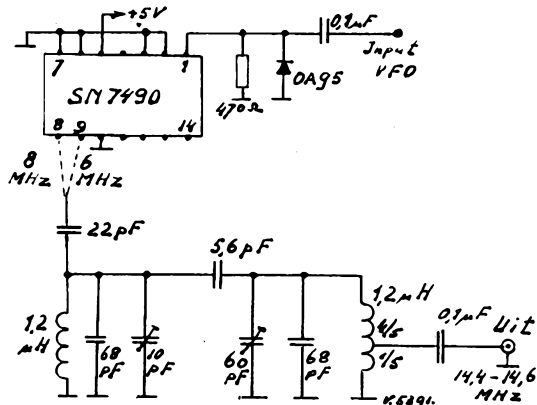 +5V
0,1µF
Input
VFO
7
1
SN7490
470Ω
OA95
8
9
14
8
MHz
6
MHz
22pF
5,6pF
1,2
µH
68
pF
10
pF
60
pF
68
pF
1,2µH
4/5
1/5
0,1µF
Uit
14,4-14,6
MHz